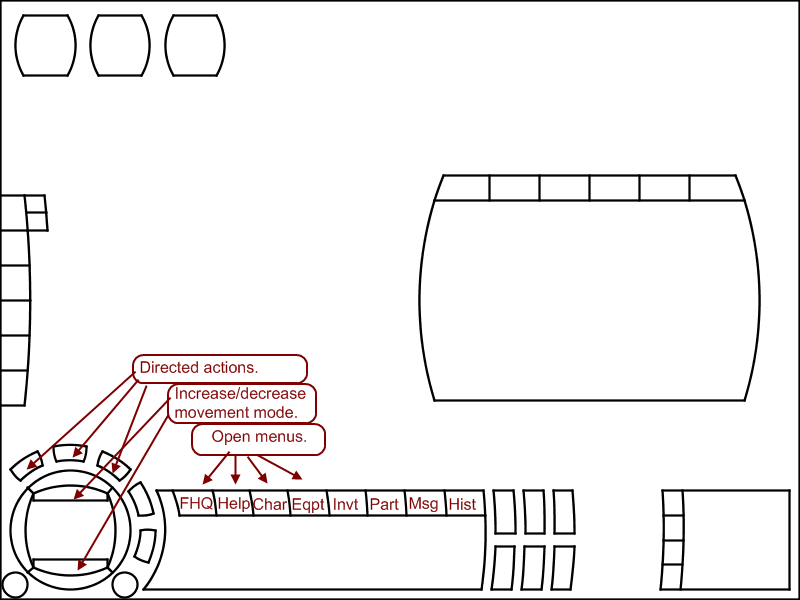 Directed actions.
Increase/decrease
movement mode.
Open menus.
FHQ Help Char Eqpt Invt Part Msg Hist